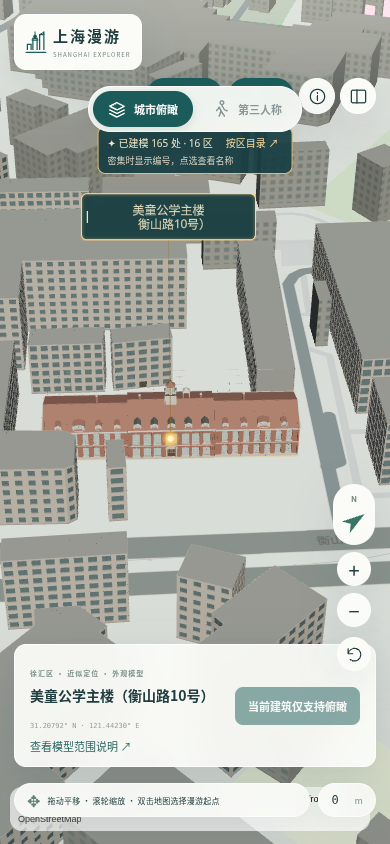 上海漫游
SHANGHAI EXPLORER
城市俯瞰
第三人称
✦ 已建模 165 处 · 16 区 按区目录 ↗
密集时显示编号，点选查看名称
美童公学主楼
衡山路10号）
N
+
−
徐汇区 · 近似定位 · 外观模型
美童公学主楼（衡山路10号）
当前建筑仅支持俯瞰
31.20792° N · 121.44230° E
查看模型范围说明 ↗
拖动平移 · 滚轮缩放 · 双击地图选择漫游起点
ro
0 m
OpenStreetMap